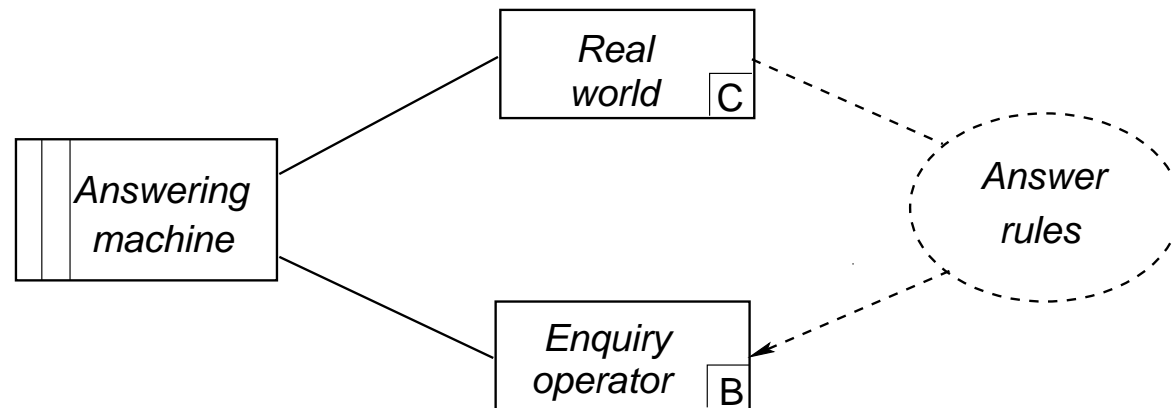 Real
world
C
Answering
machine
Answer
rules
Enquiry
operator
B